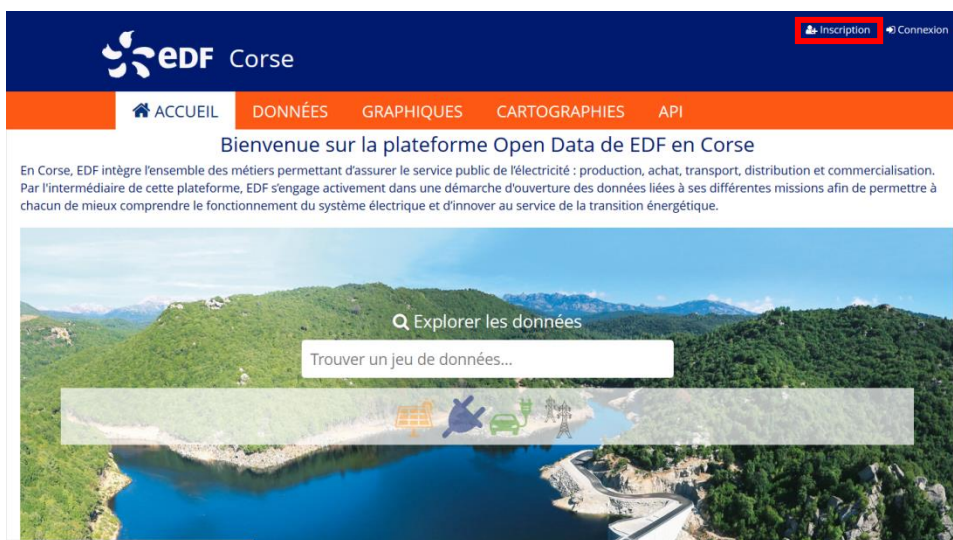 Inscription Connexion
eDF Corse
ACCUEIL DONNÉES GRAPHIQUES CARTOGRAPHIES API
Bienvenue sur la plateforme Open Data de EDF en Corse
En Corse, EDF intègre l'ensemble des métiers permettant d'assurer le service public de l'électricité : production, achat, transport, distribution et commercialisation.
Par l'intermédiaire de cette plateforme, EDF s'engage activement dans une démarche d'ouverture des données liées à ses différentes missions afin de permettre à
chacun de mieux comprendre le fonctionnement du système électrique et d'innover au service de la transition énergétique.
Explorer les données
Trouver un jeu de données...